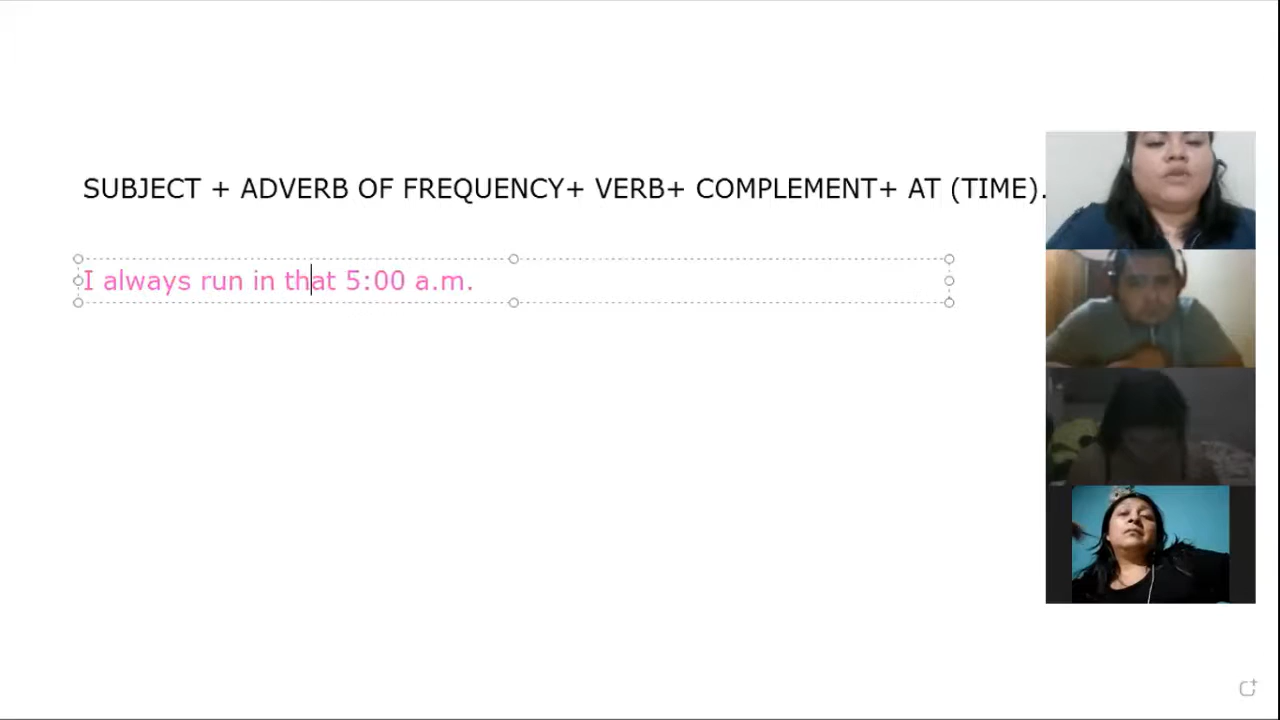 SUBJECT + ADVERB OF FREQUENCY+ VERB+ COMPLEMENT+ AT (TIME).
I always run in that 5:00 a.m.